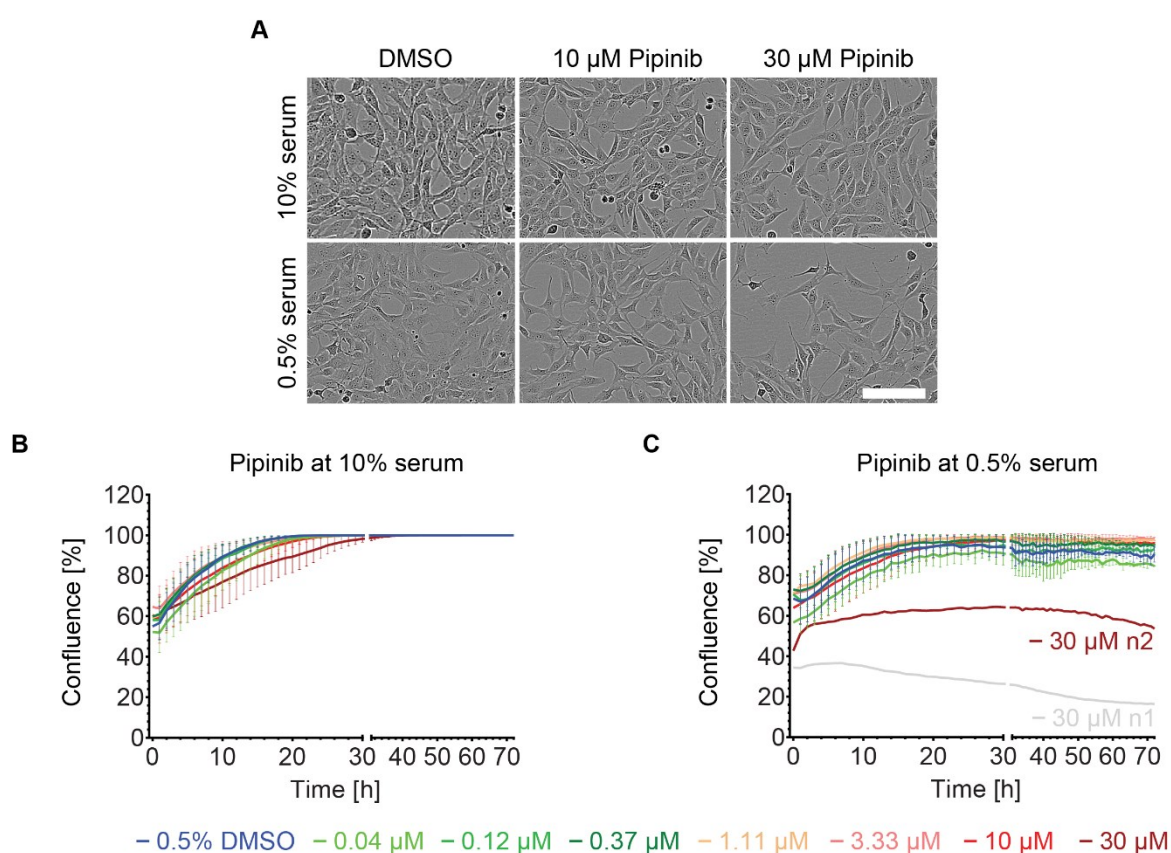 A
DMSO 10 µM Pipinib 30 µM Pipinib
10% serum
0.5% serum
B
Pipinib at 10% serum
120
100
80
60
40
20
0
Confluence [%]
0 10 20 30 40 50 60 70
Time [h]
C
Pipinib at 0.5% serum
120
100
80
60
40
20
0
Confluence [%]
– 30 µM n2
– 30 µM n1
0 10 20 30 40 50 60 70
Time [h]
– 0.5% DMSO – 0.04 µM – 0.12 µM – 0.37 µM – 1.11 µM – 3.33 µM – 10 µM – 30 µM